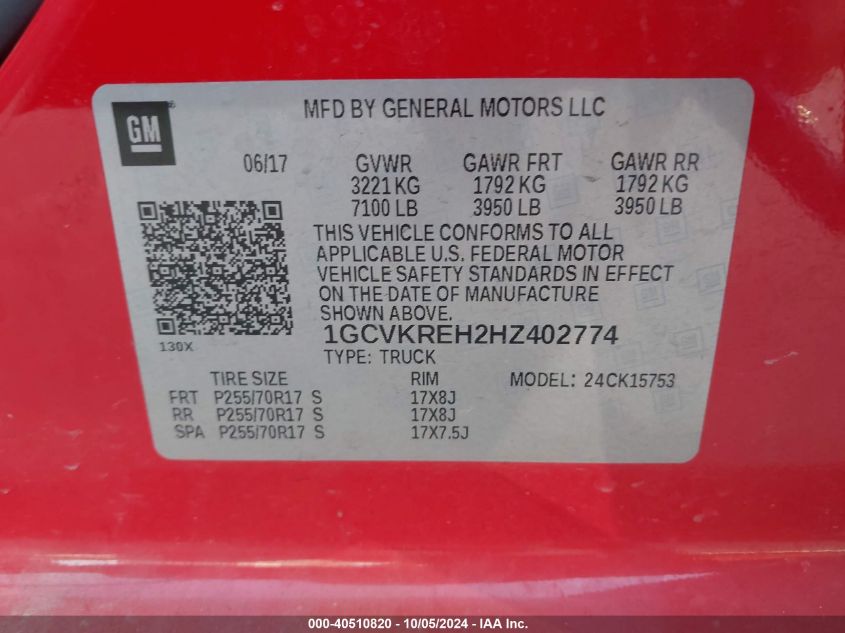 GM®
MFD BY GENERAL MOTORS LLC
06/17 GVWR GAWR FRT GAWR RR
3221 KG 1792 KG 1792 KG
7100 LB 3950 LB 3950 LB
THIS VEHICLE CONFORMS TO ALL
APPLICABLE U.S. FEDERAL MOTOR
VEHICLE SAFETY STANDARDS IN EFFECT
ON THE DATE OF MANUFACTURE
SHOWN ABOVE.
130X
1GCVKREH2HZ402774
TYPE: TRUCK
TIRE SIZE RIM MODEL: 24CK15753
FRT P255/70R17 S 17X8J
RR P255/70R17 S 17X8J
SPA P255/70R17 S 17X7.5J
000-40510820 - 10/05/2024 - IAA Inc.